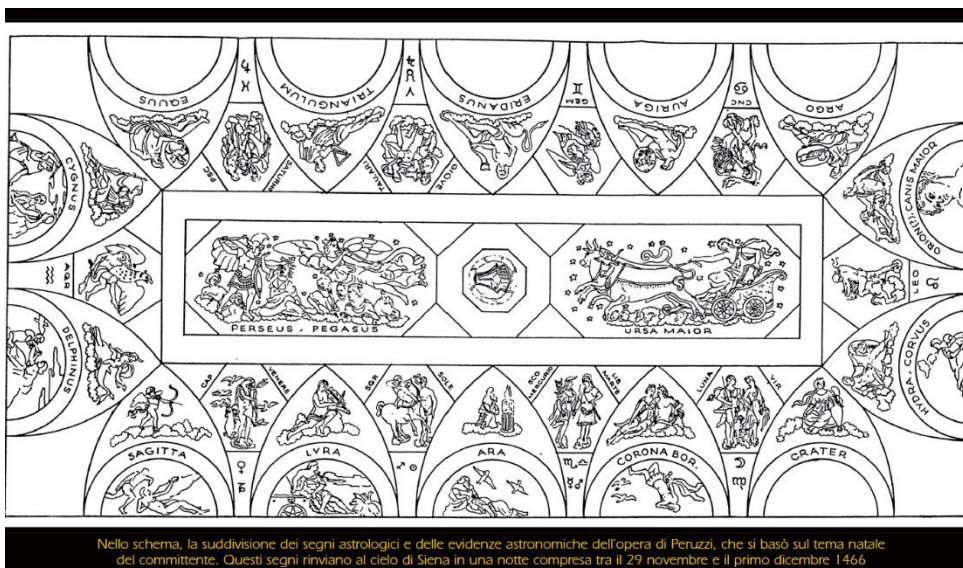 EQUUS
♃ ♓
TRIANGULUM
♃ ♈
ERIDANUS
♊
GEM
AURIGA
♋
CNC
ARGO
PSC
SATURNO
TAU, ARI
GIOVE
CYGNUS
ORION(?), CANIS MAIOR
♒
AQR
LEO
♌
PERSEUS, PEGASUS
URSA MAIOR
DELPHINUS
HYDRA, CORVUS
CAP
VENERE
SGR
SOLE
SCO
MERCURIO
LIB
MARTE
LUNA
VIR
SAGITTA
LYRA
ARA
CORONA BOR.
CRATER
♀ ♑
♐ ☉
♏ ♎
☿ ♂
☾
♍
Nello schema, la suddivisione dei segni astrologici e delle evidenze astronomiche dell'opera di Peruzzi, che si basò sul tema natale
del committente. Questi segni rinviano al cielo di Siena in una notte compresa tra il 29 novembre e il primo dicembre 1466